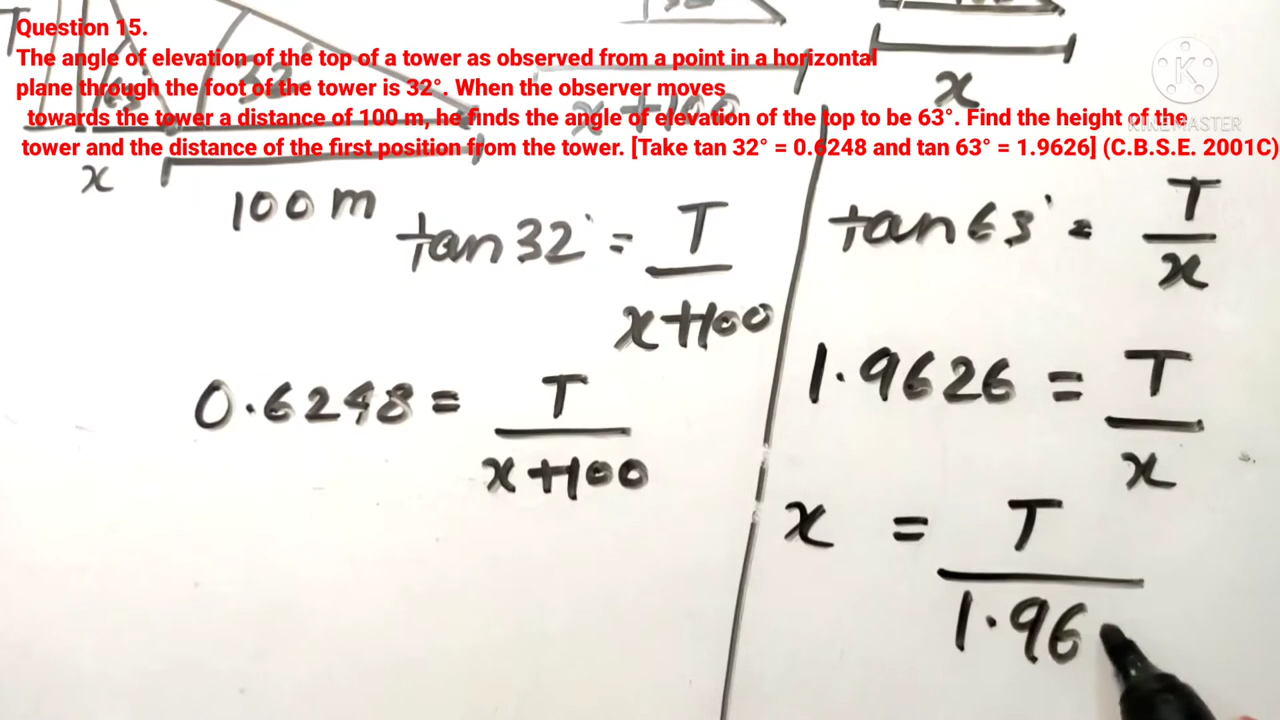 Question 15.
The angle of elevation of the top of a tower as observed from a point in a horizontal
plane through the foot of the tower is 32°. When the observer moves
towards the tower a distance of 100 m, he finds the angle of elevation of the top to be 63°. Find the height of the
tower and the distance of the first position from the tower. [Take tan 32° = 0.6248 and tan 63° = 1.9626] (C.B.S.E. 2001C)
K
KINEMASTER
T
63°
32°
x
100 m
x+100
x
tan 32° = T
x+100
0.6248 = T
x+100
tan 63° = T
x
1.9626 = T
x
x = T
1.96